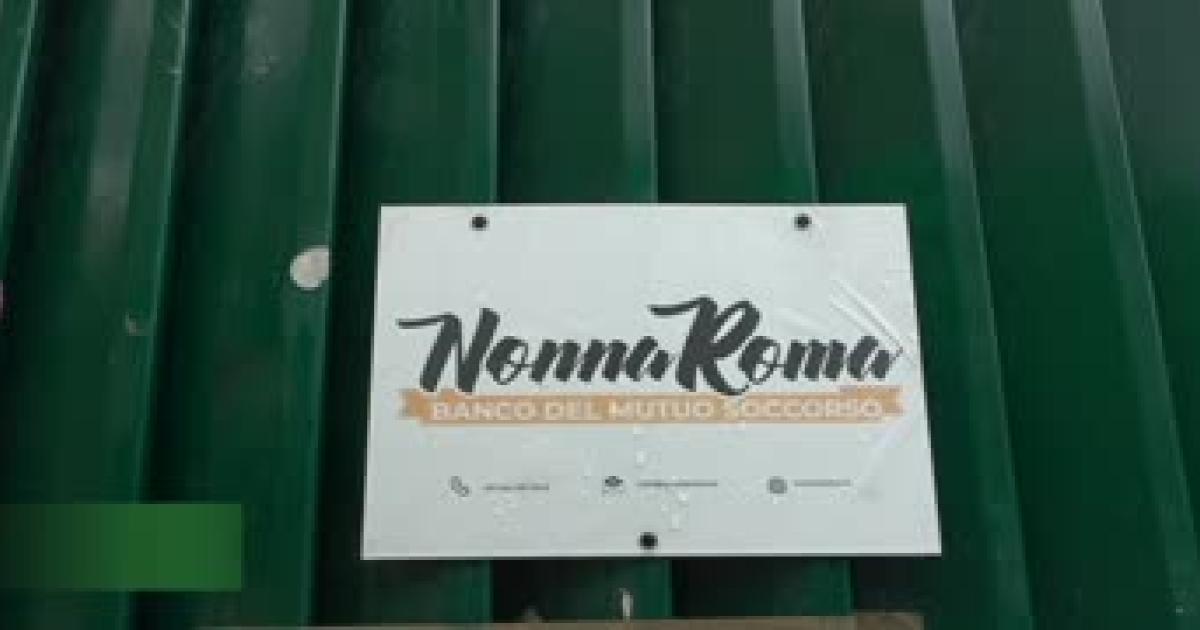 NonnaRoma
BANCO DEL MUTUO SOCCORSO